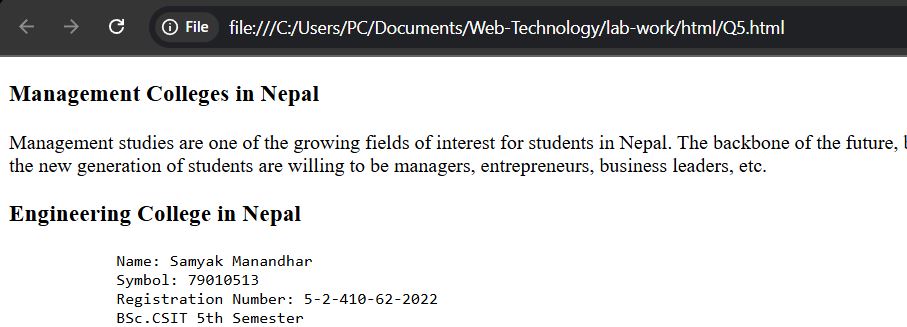 File file:///C:/Users/PC/Documents/Web-Technology/lab-work/html/Q5.html
Management Colleges in Nepal
Management studies are one of the growing fields of interest for students in Nepal. The backbone of the future,
the new generation of students are willing to be managers, entrepreneurs, business leaders, etc.
Engineering College in Nepal
Name: Samyak Manandhar
Symbol: 79010513
Registration Number: 5-2-410-62-2022
BSc.CSIT 5th Semester